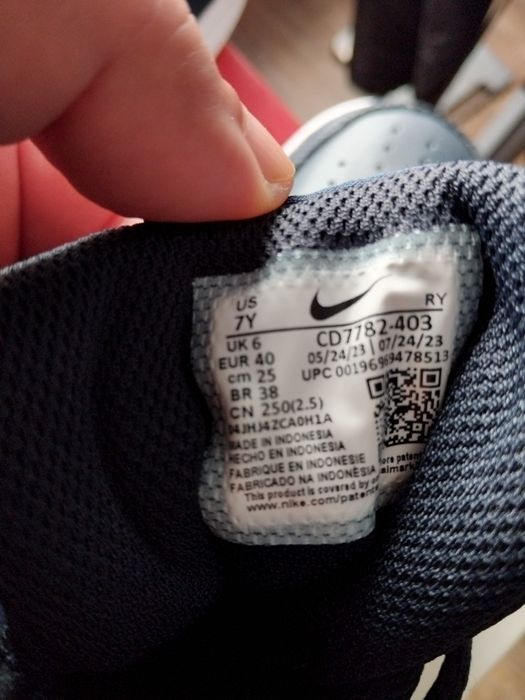 US RY
7Y
UK 6 CD7782-403
EUR 40 05/24/23 | 07/24/23
cm 25 UPC 00196969478513
BR 38
CN 250(2.5)
04JHJ4ZCA0H1A
MADE IN INDONESIA
HECHO EN INDONESIA
FABRIQUE EN INDONESIE
FABRICADO NA INDONESIA
This product is covered by
www.nike.com/patents